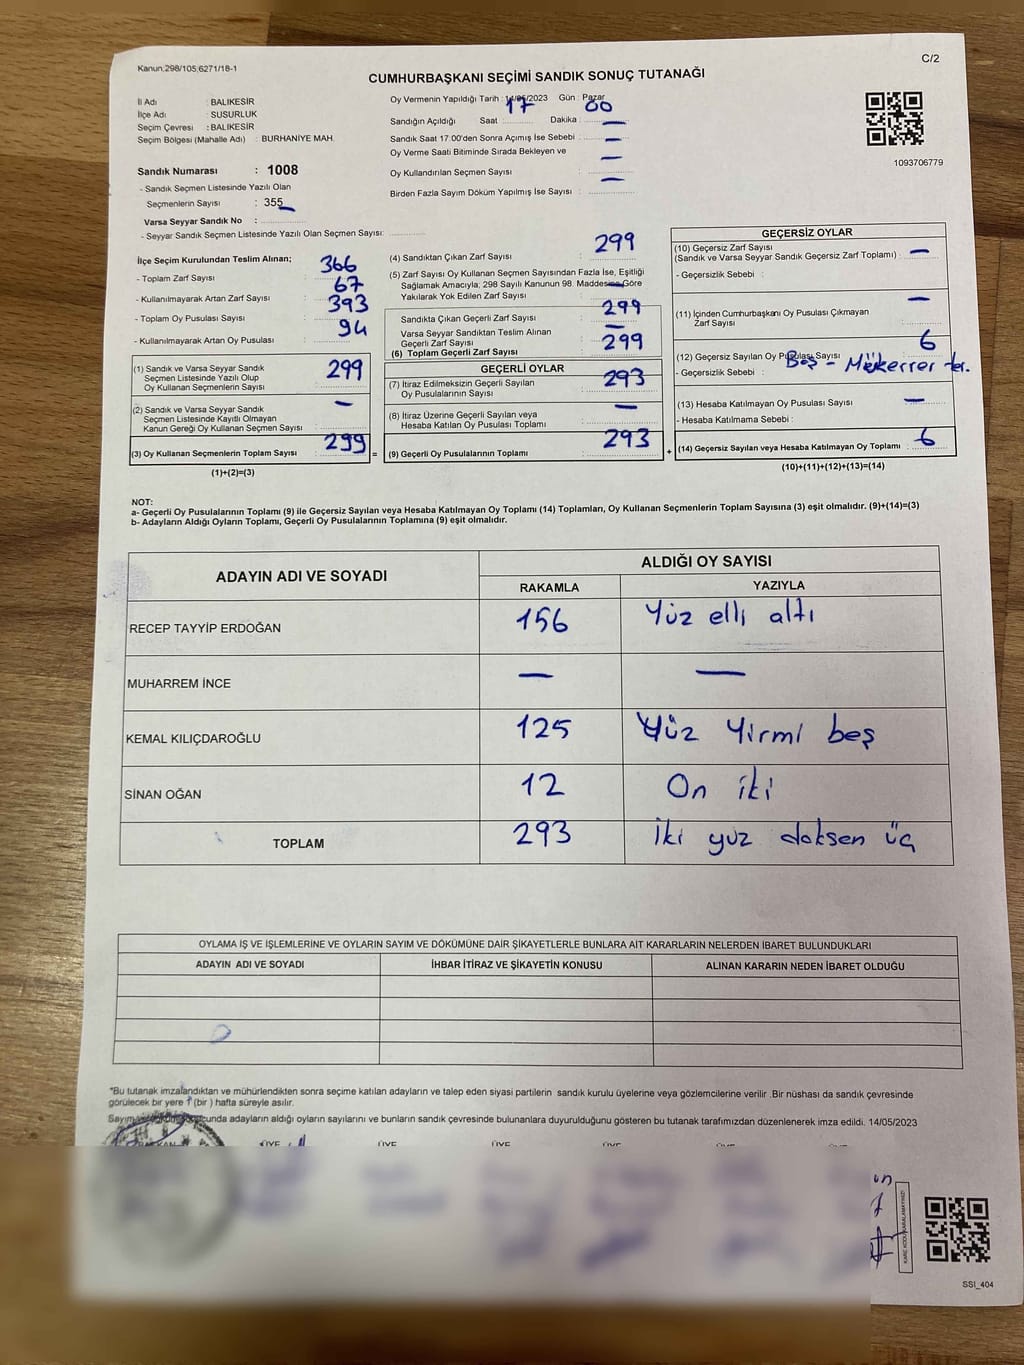 Kanun:298/105,6271/18-1
C/2
CUMHURBAŞKANI SEÇİMİ SANDIK SONUÇ TUTANAĞI
İl Adı : BALIKESİR
İlçe Adı : SUSURLUK
Seçim Çevresi : BALIKESİR
Seçim Bölgesi (Mahalle Adı) : BURHANİYE MAH.
Sandık Numarası : 1008
- Sandık Seçmen Listesinde Yazılı Olan
Seçmenlerin Sayısı : 355
Varsa Seyyar Sandık No :
- Seyyar Sandık Seçmen Listesinde Yazılı Olan Seçmen Sayısı:
Oy Vermenin Yapıldığı Tarih : 14/05/2023 Gün : Pazar
Sandığın Açıldığı Saat 17 Dakika : 00
Sandık Saat 17.00'den Sonra Açımış İse Sebebi : —
Oy Verme Saati Bitiminde Sırada Bekleyen ve —
Oy Kullandırılan Seçmen Sayısı :
Birden Fazla Sayım Döküm Yapılmış İse Sayısı : —
1093706779
İlçe Seçim Kurulundan Teslim Alınan;
- Toplam Zarf Sayısı : 366
- Kullanılmayarak Artan Zarf Sayısı : 67
- Toplam Oy Pusulası Sayısı : 393
- Kullanılmayarak Artan Oy Pusulası : 94
(1) Sandık ve Varsa Seyyar Sandık
Seçmen Listesinde Yazılı Olup
Oy Kullanan Seçmenlerin Sayısı : 299
(2) Sandık ve Varsa Seyyar Sandık
Seçmen Listesinde Kayıtlı Olmayan
Kanun Gereği Oy Kullanan Seçmen Sayısı : —
(3) Oy Kullanan Seçmenlerin Toplam Sayısı : 299 =
(1)+(2)=(3)
(4) Sandıktan Çıkan Zarf Sayısı : 299
(5) Zarf Sayısı Oy Kullanan Seçmen Sayısından Fazla İse, Eşitliği
Sağlamak Amacıyla; 298 Sayılı Kanunun 98. Maddesine Göre
Yakılarak Yok Edilen Zarf Sayısı : —
Sandıkta Çıkan Geçerli Zarf Sayısı : 299
Varsa Seyyar Sandıktan Teslim Alınan
Geçerli Zarf Sayısı : —
(6) Toplam Geçerli Zarf Sayısı : 299
GEÇERLİ OYLAR
(7) İtiraz Edilmeksizin Geçerli Sayılan
Oy Pusulalarının Sayısı : 293
(8) İtiraz Üzerine Geçerli Sayılan veya
Hesaba Katılan Oy Pusulası Toplamı : —
(9) Geçerli Oy Pusulalarının Toplamı : 293 +
GEÇERSİZ OYLAR
(10) Geçersiz Zarf Sayısı
(Sandık ve Varsa Seyyar Sandık Geçersiz Zarf Toplamı) : —
- Geçersizlik Sebebi :
(11) İçinden Cumhurbaşkanı Oy Pusulası Çıkmayan
Zarf Sayısı : —
(12) Geçersiz Sayılan Oy Pusulası Sayısı : 6
- Geçersizlik Sebebi : Boş - Mükerrer ter.
(13) Hesaba Katılmayan Oy Pusulası Sayısı : —
- Hesaba Katılmama Sebebi :
(14) Geçersiz Sayılan veya Hesaba Katılmayan Oy Toplamı : 6
(10)+(11)+(12)+(13)=(14)
NOT:
a- Geçerli Oy Pusulalarının Toplamı (9) ile Geçersiz Sayılan veya Hesaba Katılmayan Oy Toplamı (14) Toplamları, Oy Kullanan Seçmenlerin Toplam Sayısına (3) eşit olmalıdır. (9)+(14)=(3)
b- Adayların Aldığı Oyların Toplamı, Geçerli Oy Pusulalarının Toplamına (9) eşit olmalıdır.
ADAYIN ADI VE SOYADI ALDIĞI OY SAYISI
RAKAMLA YAZIYLA
RECEP TAYYİP ERDOĞAN 156 Yüz elli altı
MUHARREM İNCE — —
KEMAL KILIÇDAROĞLU 125 Yüz Yirmi beş
SİNAN OĞAN 12 On iki
TOPLAM 293 İki yüz doksen üç
OYLAMA İŞ VE İŞLEMLERİNE VE OYLARIN SAYIM VE DÖKÜMÜNE DAİR ŞİKAYETLERLE BUNLARA AİT KARARLARIN NELERDEN İBARET BULUNDUKLARI
ADAYIN ADI VE SOYADI İHBAR İTİRAZ VE ŞİKAYETİN KONUSU ALINAN KARARIN NEDEN İBARET OLDUĞU
*Bu tutanak imzalandıktan ve mühürlendikten sonra seçime katılan adayların ve talep eden siyasi partilerin sandık kurulu üyelerine veya gözlemcilerine verilir .Bir nüshası da sandık çevresinde
görülecek bir yere 1 (bir ) hafta süreyle asılır.
adayların aldığı oyların sayılarını ve bunların sandık çevresinde bulunanlara duyurulduğunu gösteren bu tutanak tarafımızdan düzenlenerek imza edildi. 14/05/2023
BAŞKAN ÜYE ÜYE ÜYE ÜYE
KARE KODU KARALAMAYINIZ!
SSI_404